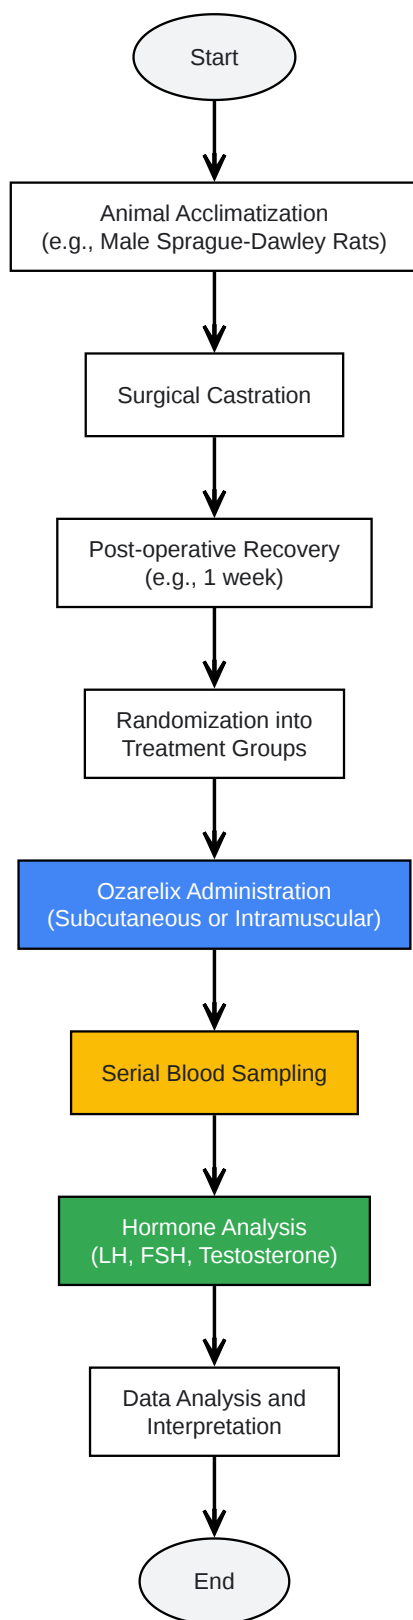 Start
Animal Acclimatization
(e.g., Male Sprague-Dawley Rats)
Surgical Castration
Post-operative Recovery
(e.g., 1 week)
Randomization into
Treatment Groups
Ozarelix Administration
(Subcutaneous or Intramuscular)
Serial Blood Sampling
Hormone Analysis
(LH, FSH, Testosterone)
Data Analysis and
Interpretation
End